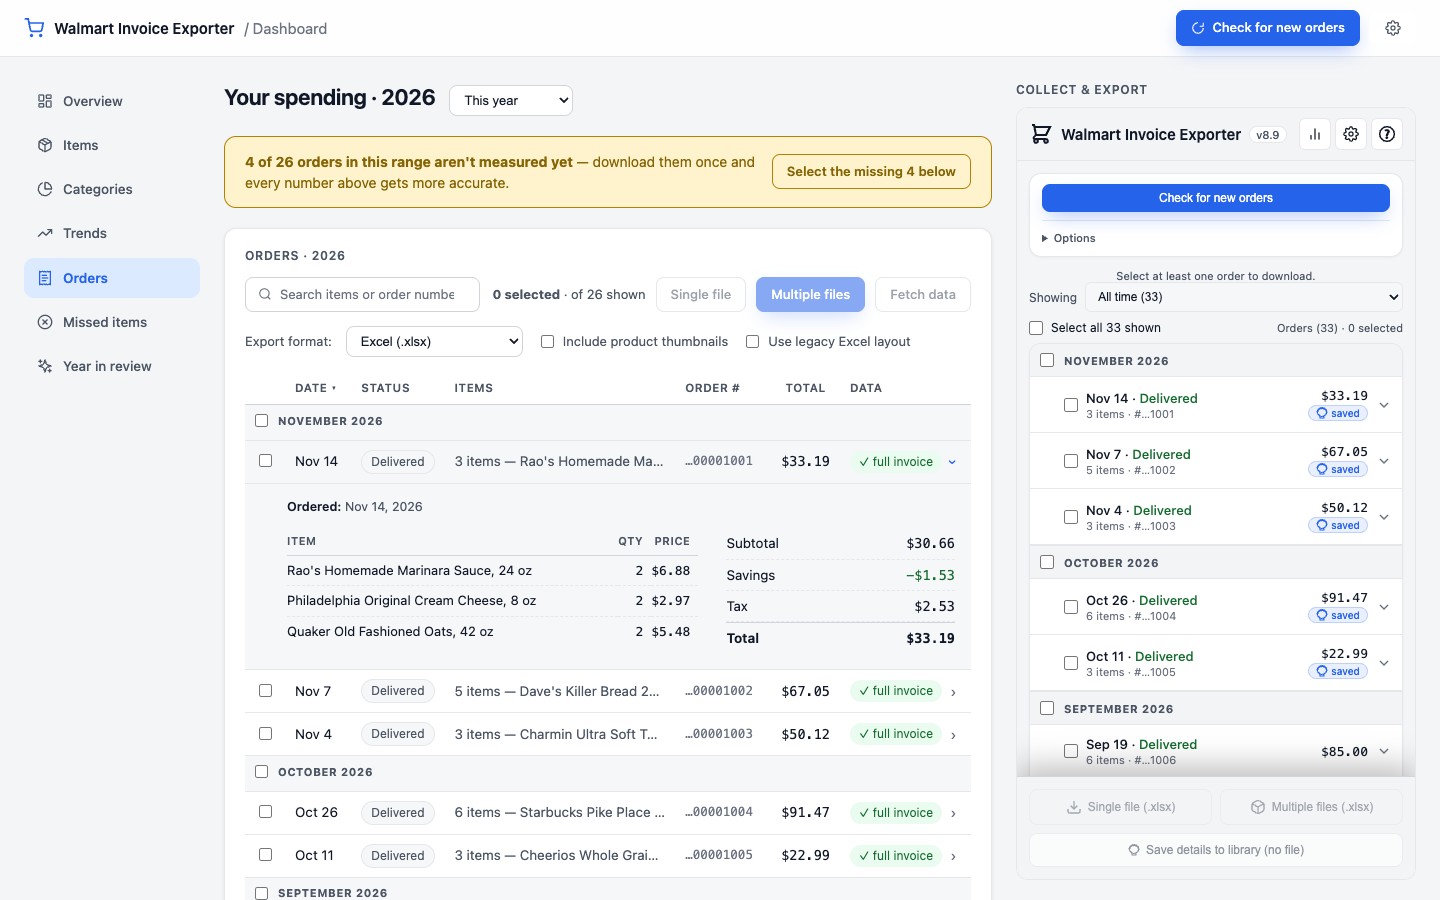 Walmart Invoice Exporter / Dashboard
Check for new orders
Overview
Items
Categories
Trends
Orders
Missed items
Year in review
Your spending · 2026
This year
4 of 26 orders in this range aren't measured yet — download them once and
every number above gets more accurate.
Select the missing 4 below
ORDERS · 2026
Search items or order numbe
0 selected · of 26 shown
Single file
Multiple files
Fetch data
Export format:
Excel (.xlsx)
Include product thumbnails
Use legacy Excel layout
DATE STATUS ITEMS ORDER # TOTAL DATA
NOVEMBER 2026
Nov 14 Delivered 3 items — Rao's Homemade Ma... ...00001001 $33.19 ✓ full invoice
Ordered: Nov 14, 2026
ITEM QTY PRICE
Rao's Homemade Marinara Sauce, 24 oz 2 $6.88
Philadelphia Original Cream Cheese, 8 oz 2 $2.97
Quaker Old Fashioned Oats, 42 oz 2 $5.48
Subtotal $30.66
Savings −$1.53
Tax $2.53
Total $33.19
Nov 7 Delivered 5 items — Dave's Killer Bread 2... ...00001002 $67.05 ✓ full invoice ›
Nov 4 Delivered 3 items — Charmin Ultra Soft T... ...00001003 $50.12 ✓ full invoice ›
OCTOBER 2026
Oct 26 Delivered 6 items — Starbucks Pike Place ... ...00001004 $91.47 ✓ full invoice ›
Oct 11 Delivered 3 items — Cheerios Whole Grai... ...00001005 $22.99 ✓ full invoice ›
SEPTEMBER 2026
COLLECT & EXPORT
Walmart Invoice Exporter v8.9
Check for new orders
Options
Select at least one order to download.
Showing All time (33)
Select all 33 shown Orders (33) · 0 selected
NOVEMBER 2026
Nov 14 · Delivered $33.19
3 items · #...1001 saved
Nov 7 · Delivered $67.05
5 items · #...1002 saved
Nov 4 · Delivered $50.12
3 items · #...1003 saved
OCTOBER 2026
Oct 26 · Delivered $91.47
6 items · #...1004 saved
Oct 11 · Delivered $22.99
3 items · #...1005 saved
SEPTEMBER 2026
Sep 19 · Delivered $85.00
6 items · #...1006
Single file (.xlsx)
Multiple files (.xlsx)
Save details to library (no file)